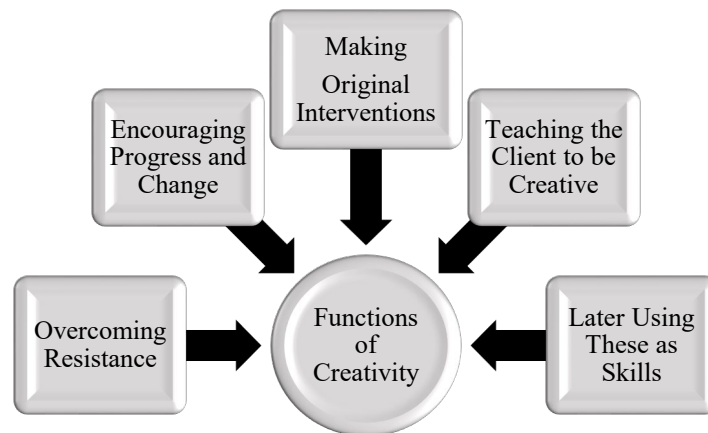 Making
Original
Interventions
Encouraging
Progress and
Change
Teaching the
Client to be
Creative
Overcoming
Resistance
Functions
of
Creativity
Later Using
These as
Skills